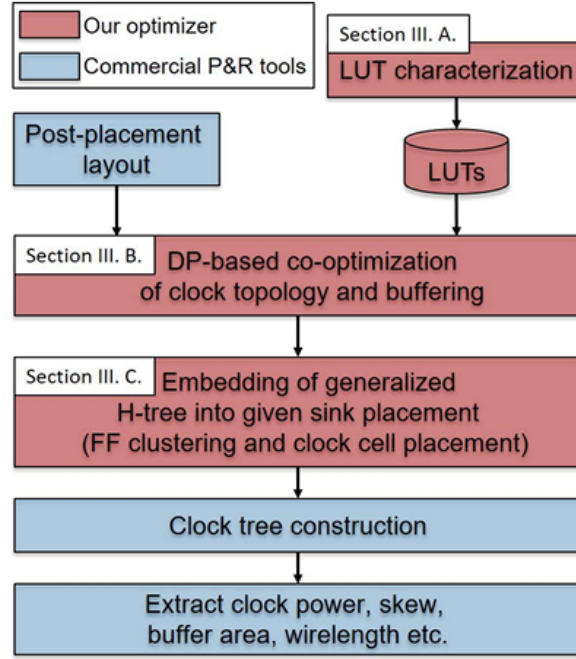 Our optimizer
Commercial P&R tools
Section III. A.
LUT characterization
Post-placement
layout
LUTs
Section III. B.
DP-based co-optimization
of clock topology and buffering
Section III. C.
Embedding of generalized
H-tree into given sink placement
(FF clustering and clock cell placement)
Clock tree construction
Extract clock power, skew,
buffer area, wirelength etc.